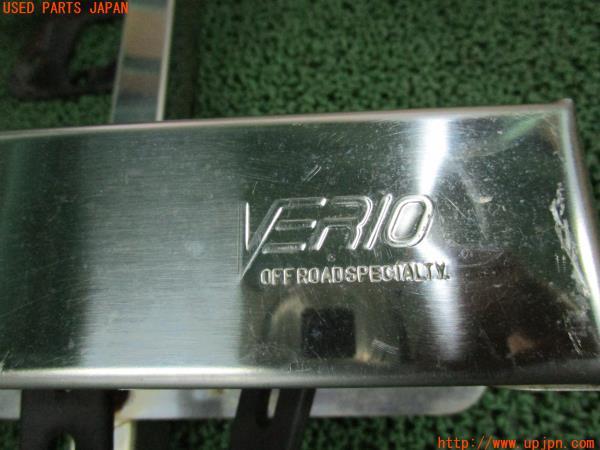 USED PARTS JAPAN
VERIO
OFF ROAD SPECIALTY.
http://www.upjpn.com